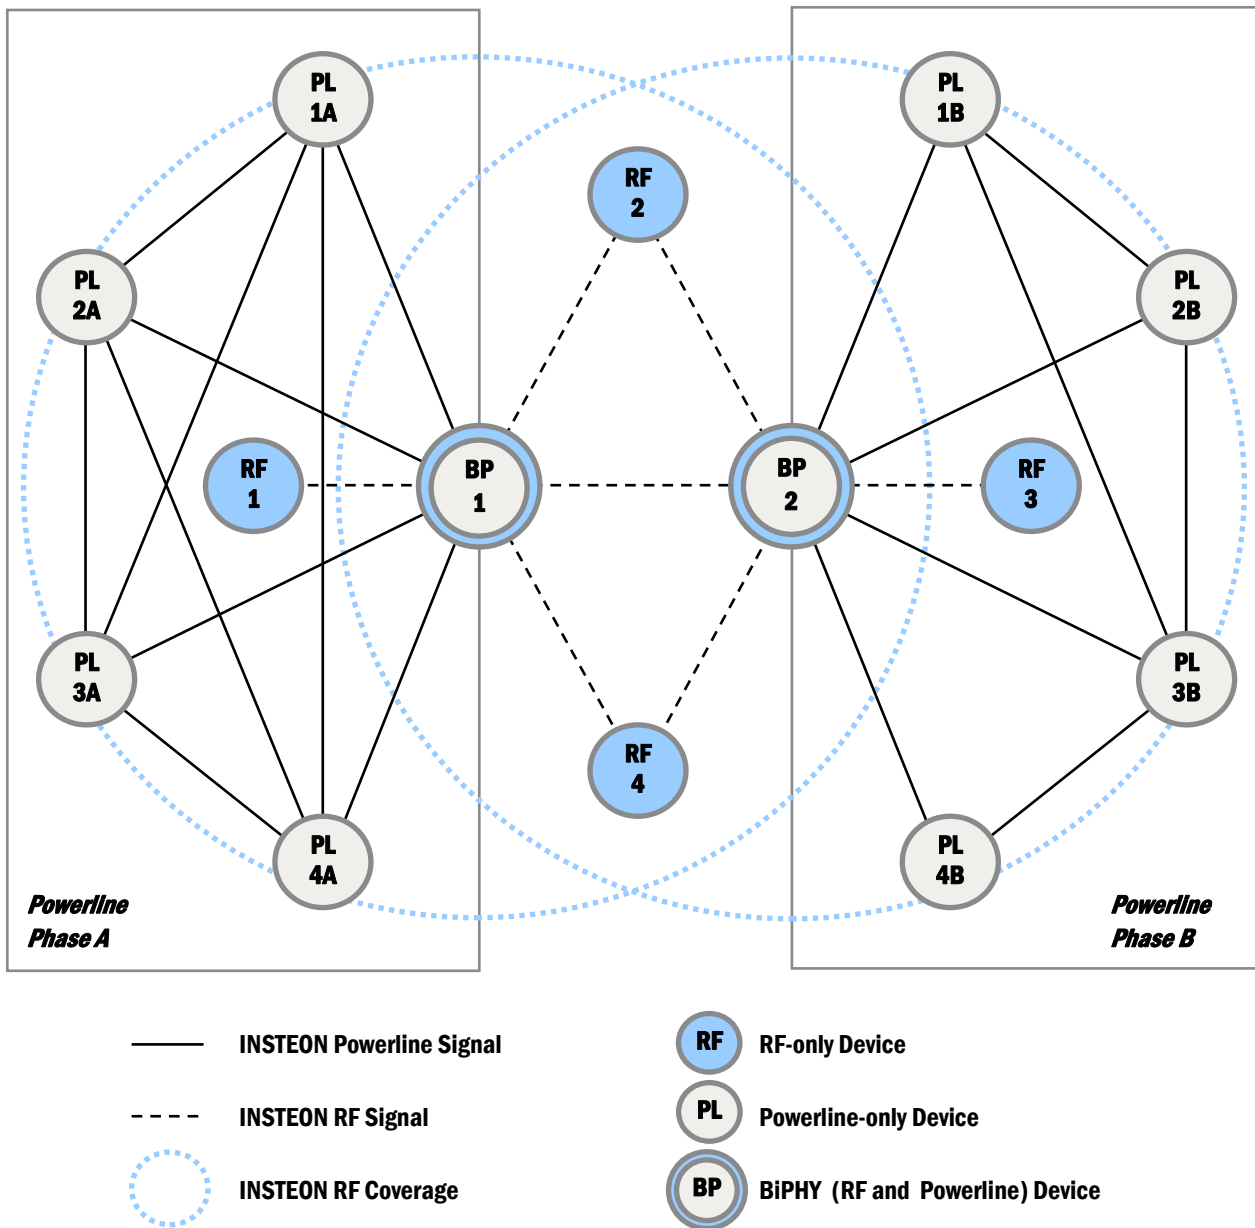 PL
1A
PL
1B
RF
2
PL
2A
PL
2B
RF
1
BP
1
BP
2
RF
3
PL
3A
PL
3B
RF
4
PL
4A
PL
4B
Powerline
Phase A
Powerline
Phase B
INSTEON Powerline Signal
RF
RF-only Device
INSTEON RF Signal
PL
Powerline-only Device
INSTEON RF Coverage
BP
BiPHY (RF and Powerline) Device